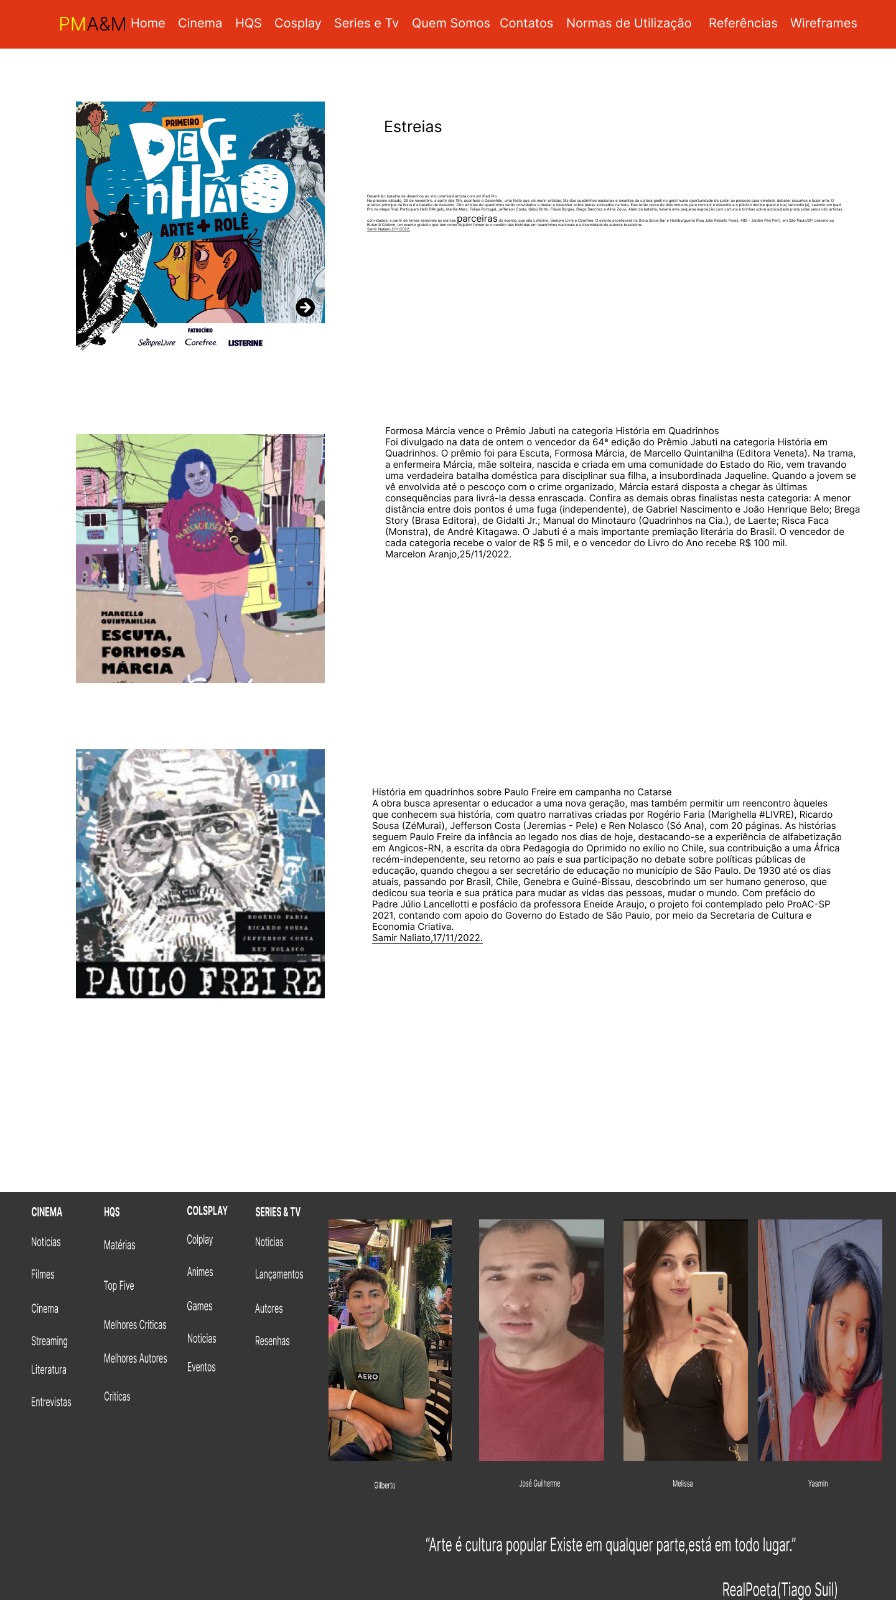 PMA&M Home Cinema HQS Cosplay Series e Tv Quem Somos Contatos Normas de Utilização Referências Wireframes
PRIMEIRO
DESENHÃO
ARTE + ROLÊ
PATROCÍNIO
SempreLivre Carefree LISTERINE
Estreias
parceiras
Formosa Márcia vence o Prêmio Jabuti na categoria História em Quadrinhos
Foi divulgado na data de ontem o vencedor da 64ª edição do Prêmio Jabuti na categoria História em
Quadrinhos. O prêmio foi para Escuta, Formosa Márcia, de Marcello Quintanilha (Editora Veneta). Na trama,
a enfermeira Márcia, mãe solteira, nascida e criada em uma comunidade do Estado do Rio, vem travando
uma verdadeira batalha doméstica para disciplinar sua filha, a insubordinada Jaqueline. Quando a jovem se
vê envolvida até o pescoço com o crime organizado, Márcia estará disposta a chegar às últimas
consequências para livrá-la dessa enrascada. Confira as demais obras finalistas nesta categoria: A menor
distância entre dois pontos é uma fuga (independente), de Gabriel Nascimento e João Henrique Belo; Brega
Story (Brasa Editora), de Gidalti Jr.; Manual do Minotauro (Quadrinhos na Cia.), de Laerte; Risca Faca
(Monstra), de André Kitagawa. O Jabuti é a mais importante premiação literária do Brasil. O vencedor de
cada categoria recebe o valor de R$ 5 mil, e o vencedor do Livro do Ano recebe R$ 100 mil.
Marcelon Aranjo,25/11/2022.
MARCELLO
QUINTANILHA
ESCUTA,
FORMOSA
MÁRCIA
História em quadrinhos sobre Paulo Freire em campanha no Catarse
A obra busca apresentar o educador a uma nova geração, mas também permitir um reencontro àqueles
que conhecem sua história, com quatro narrativas criadas por Rogério Faria (Marighella #LIVRE), Ricardo
Sousa (ZéMurai), Jefferson Costa (Jeremias - Pele) e Ren Nolasco (Só Ana), com 20 páginas. As histórias
seguem Paulo Freire da infância ao legado nos dias de hoje, destacando-se a experiência de alfabetização
em Angicos-RN, a escrita da obra Pedagogia do Oprimido no exílio no Chile, sua contribuição a uma África
recém-independente, seu retorno ao país e sua participação no debate sobre políticas públicas de
educação, quando chegou a ser secretário de educação no município de São Paulo. De 1930 até os dias
atuais, passando por Brasil, Chile, Genebra e Guiné-Bissau, descobrindo um ser humano generoso, que
dedicou sua teoria e sua prática para mudar as vidas das pessoas, mudar o mundo. Com prefácio do
Padre Júlio Lancellotti e posfácio da professora Eneide Araujo, o projeto foi contemplado pelo ProAC-SP
2021, contando com apoio do Governo do Estado de São Paulo, por meio da Secretaria de Cultura e
Economia Criativa.
Samir Naliato,17/11/2022.
ROGÉRIO FARIA
RICARDO SOUSA
JEFFERSON COSTA
REN NOLASCO
PAULO FREIRE
CINEMA
Noticias
Filmes
Cinema
Streaming
Literatura
Entrevistas
HQS
Matérias
Top Five
Melhores Criticas
Melhores Autores
Criticas
COLSPLAY
Colplay
Animes
Games
Noticias
Eventos
SERIES & TV
Noticias
Lançamentos
Autores
Resenhas
AERO
Gilberto
José Guilherme
Melissa
Yasmin
“Arte é cultura popular Existe em qualquer parte,está em todo lugar.”
RealPoeta(Tiago Suil)